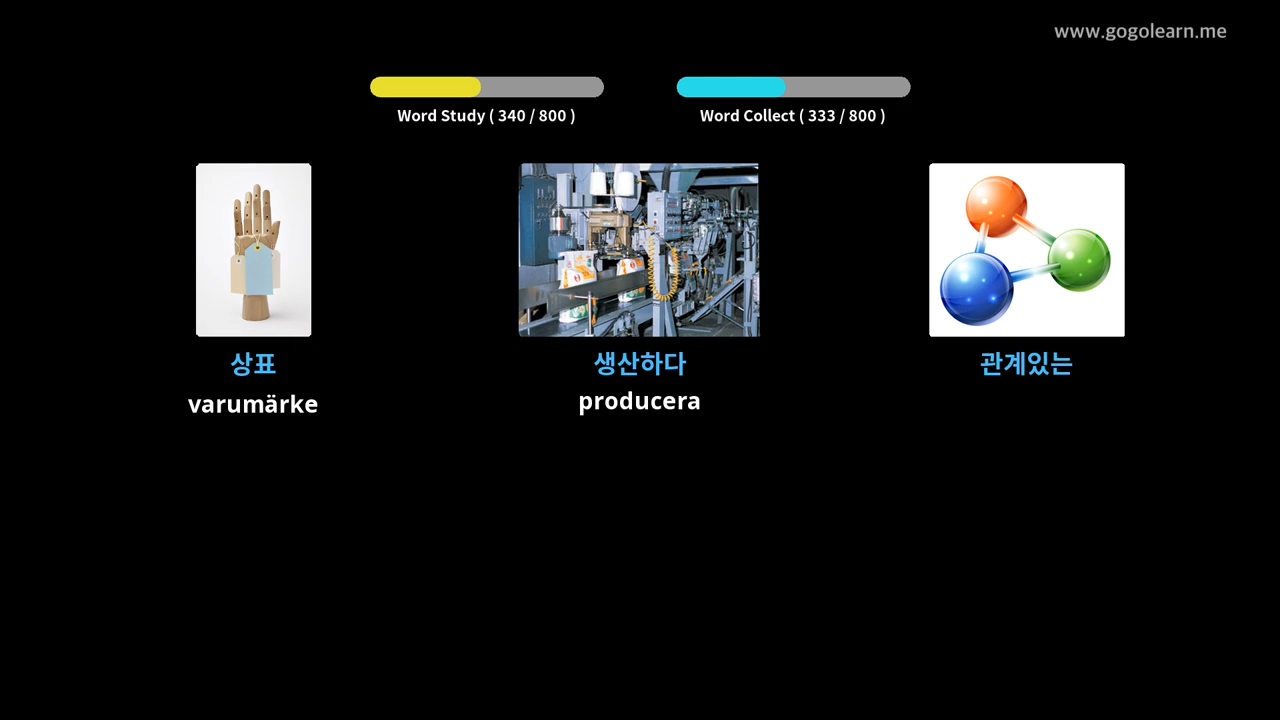 www.gogolearn.me
Word Study ( 340 / 800 )
Word Collect ( 333 / 800 )
상표
생산하다
관계있는
varumärke
producera